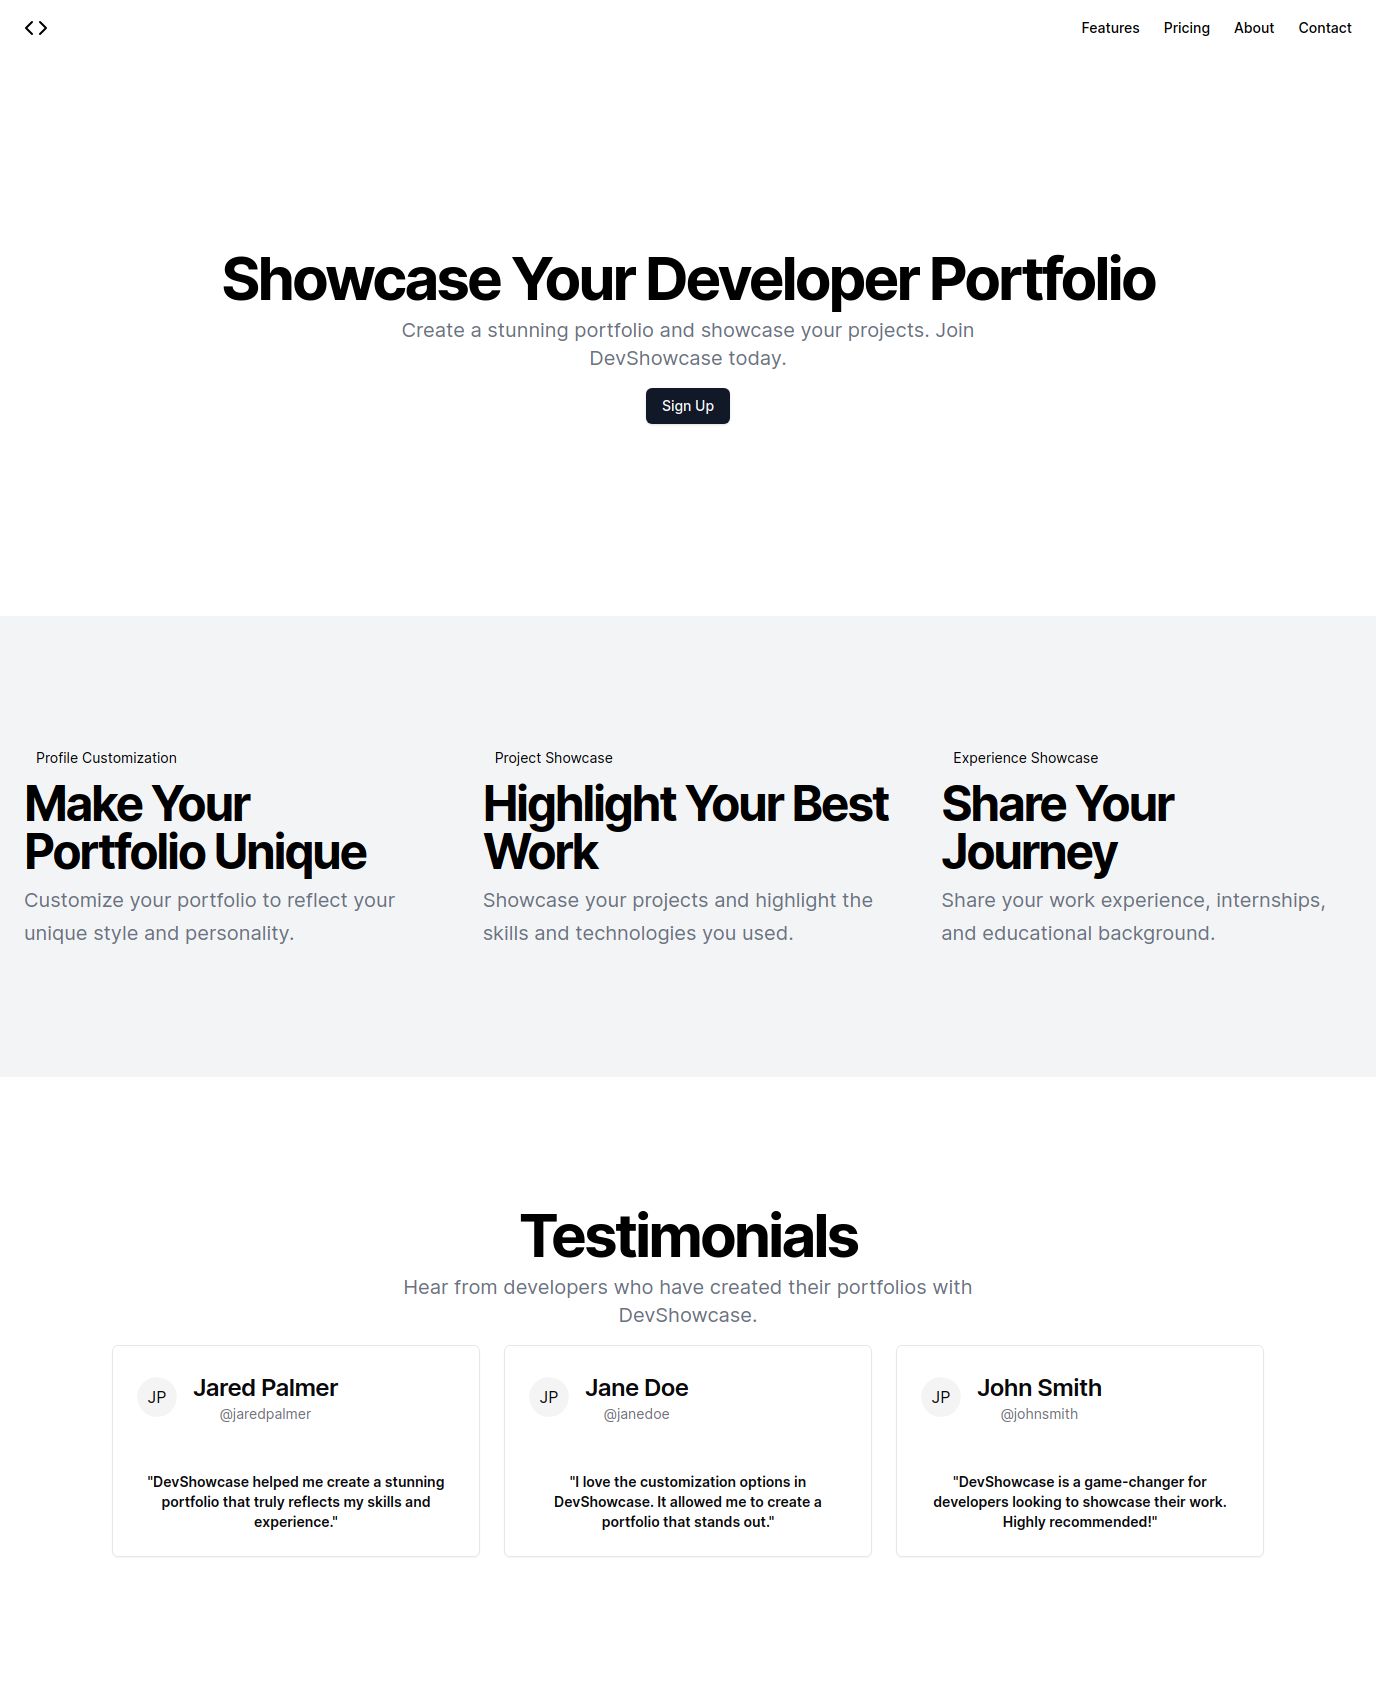 Features Pricing About Contact
Showcase Your Developer Portfolio
Create a stunning portfolio and showcase your projects. Join
DevShowcase today.
Sign Up
Profile Customization
Make Your
Portfolio Unique
Customize your portfolio to reflect your
unique style and personality.
Project Showcase
Highlight Your Best
Work
Showcase your projects and highlight the
skills and technologies you used.
Experience Showcase
Share Your
Journey
Share your work experience, internships,
and educational background.
Testimonials
Hear from developers who have created their portfolios with
DevShowcase.
JP
Jared Palmer
@jaredpalmer
"DevShowcase helped me create a stunning
portfolio that truly reflects my skills and
experience."
JP
Jane Doe
@janedoe
"I love the customization options in
DevShowcase. It allowed me to create a
portfolio that stands out."
JP
John Smith
@johnsmith
"DevShowcase is a game-changer for
developers looking to showcase their work.
Highly recommended!"